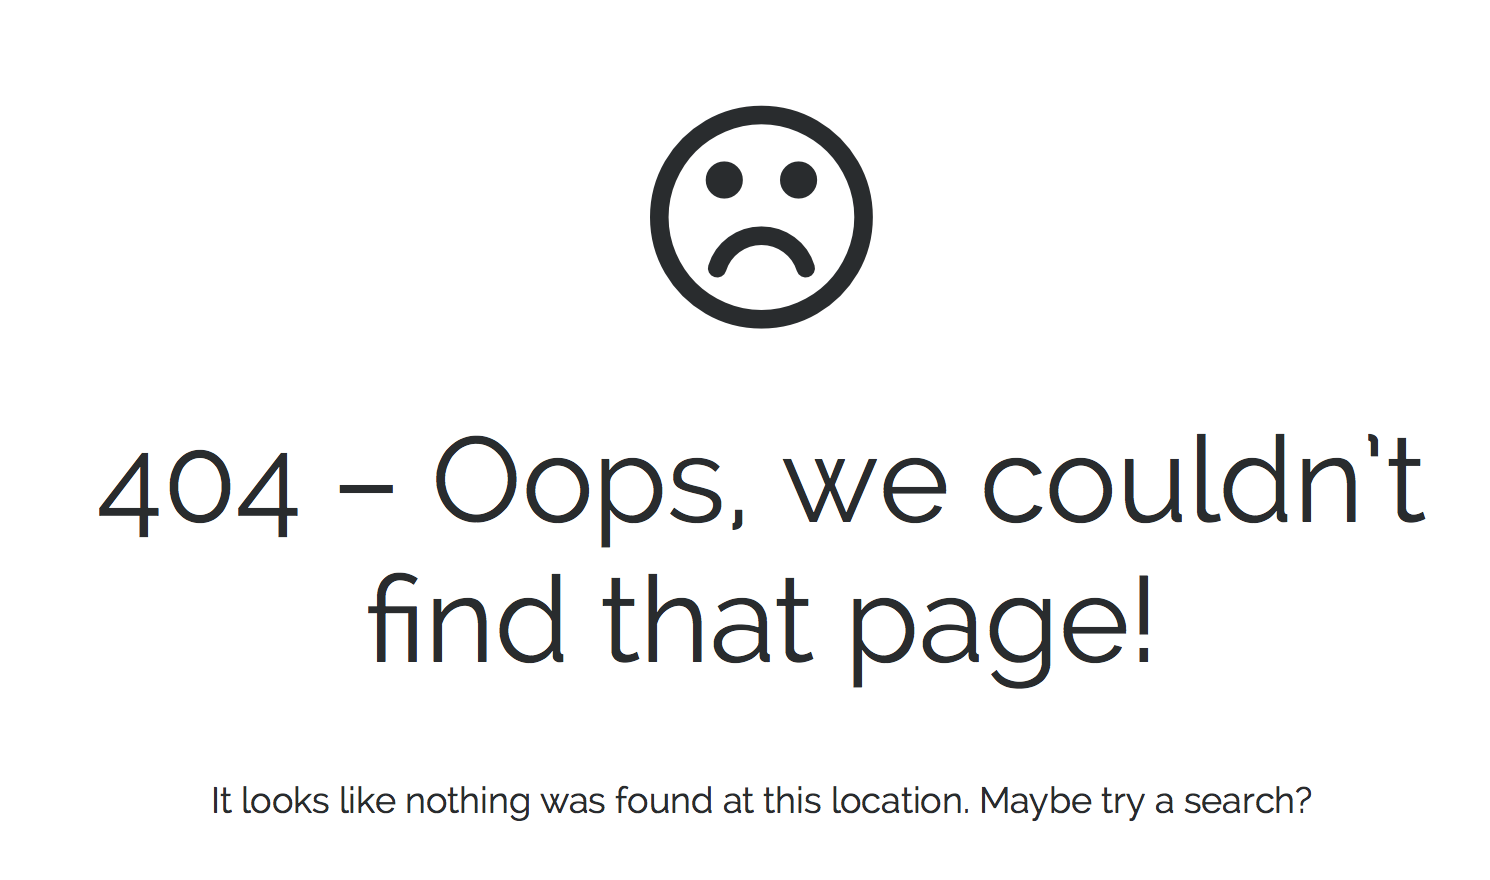 404 – Oops, we couldn't
find that page!
It looks like nothing was found at this location. Maybe try a search?